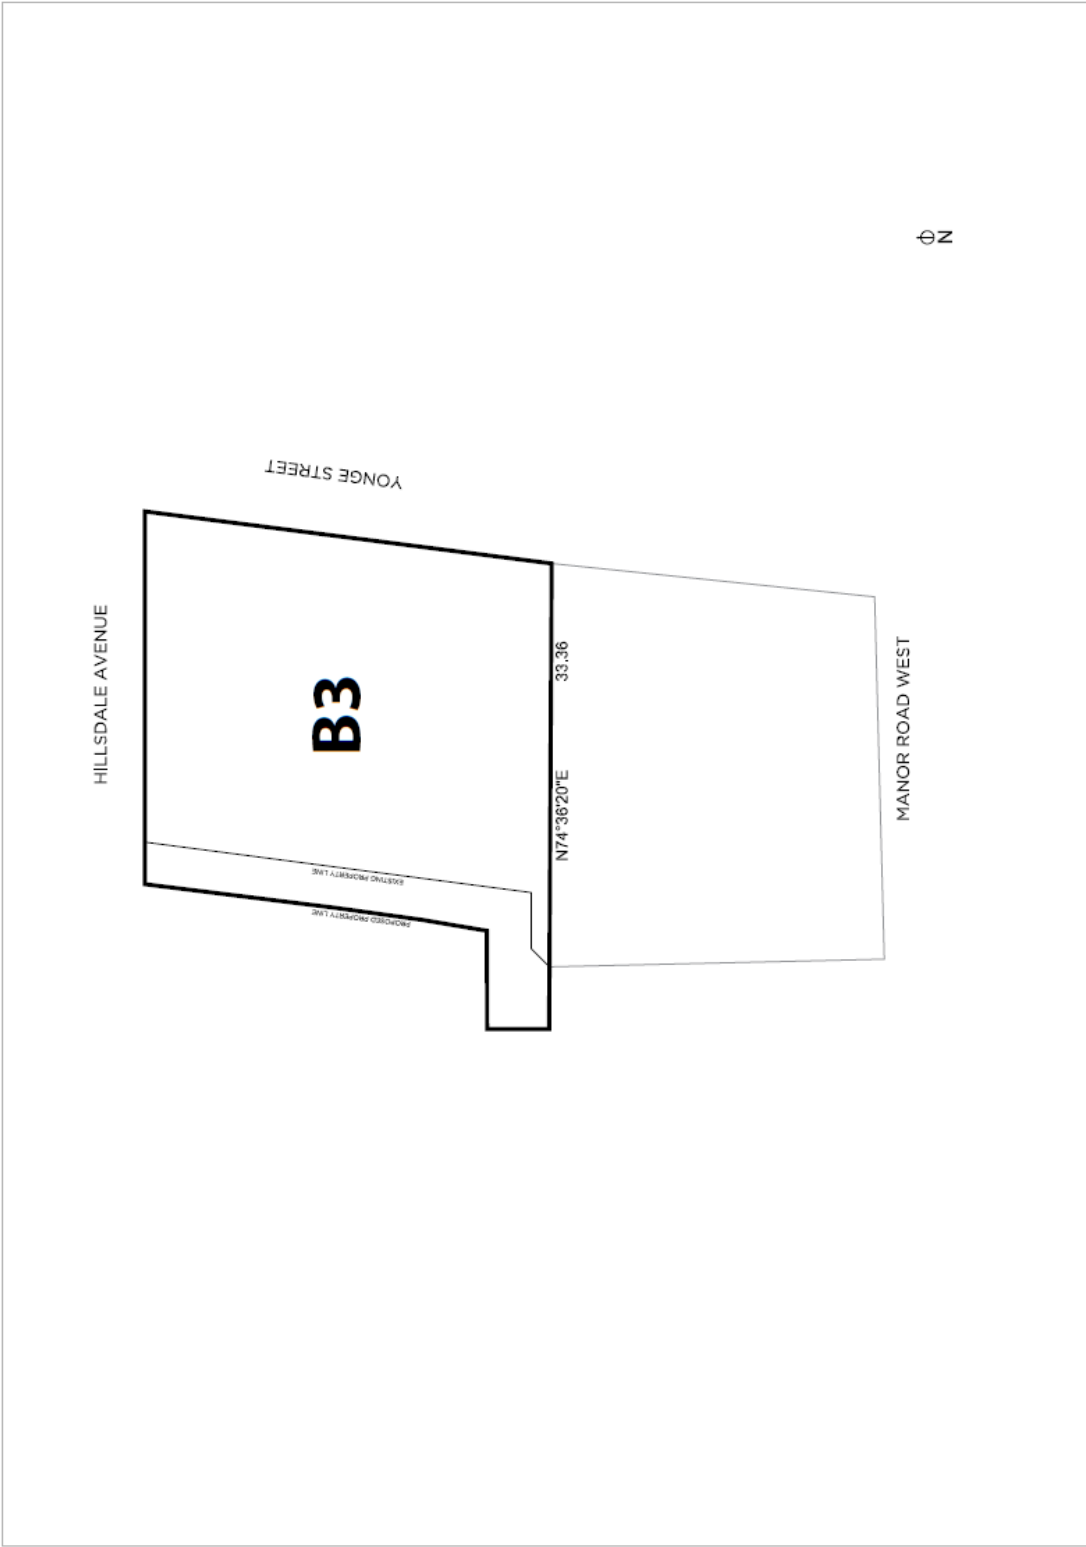 N
YONGE STREET
HILLSDALE AVENUE
B3
33.36
N74°36'20"E
MANOR ROAD WEST
EXISTING PROPERTY LINE
PROPOSED PROPERTY LINE